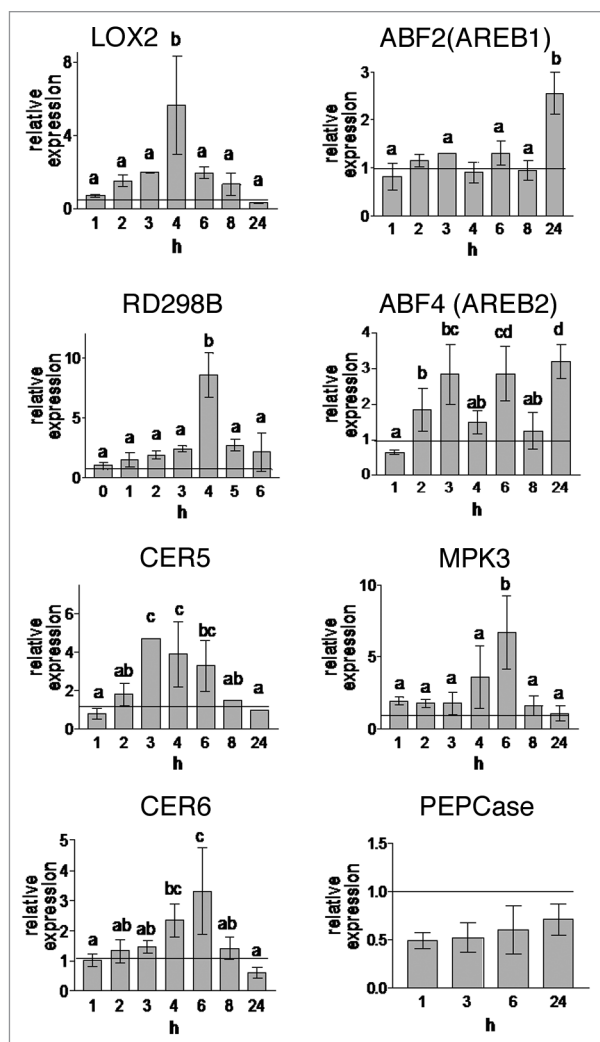 LOX2
b
8
4
0
relative
expression
a a a a a a
1 2 3 4 6 8 24
h
ABF2(AREB1)
b
3
2
1
0
relative
expression
a a a
1 2 3 4 6 8 24
h
RD298B
b
10
5
0
relative
expression
a a a a a a
0 1 2 3 4 5 6
h
ABF4 (AREB2)
4
3
2
1
0
relative
expression
a b bc ab cd ab d
1 2 3 4 6 8 24
h
CER5
6
4
2
0
relative
expression
a ab c c bc ab a
1 2 3 4 6 8 24
h
MPK3
10
5
0
relative
expression
a a a a b a a
1 2 3 4 6 8 24
h
CER6
5
4
3
2
1
0
relative
expression
a ab ab bc c ab a
1 2 3 4 6 8 24
h
PEPCase
1.5
1.0
0.5
0.0
relative
expression
1 3 6 24
h